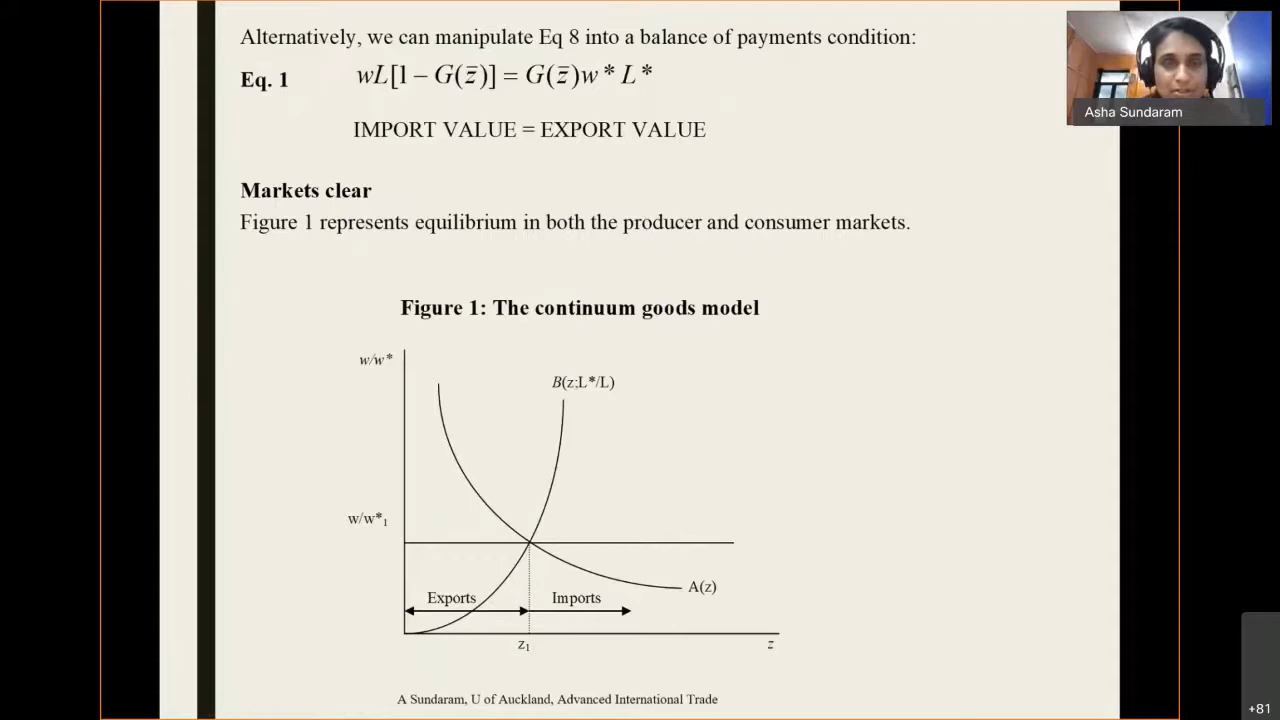 Alternatively, we can manipulate Eq 8 into a balance of payments condition:
Eq. 1 wL[1 − G(z̄)] = G(z̄)w * L *
IMPORT VALUE = EXPORT VALUE
Asha Sundaram
Markets clear
Figure 1 represents equilibrium in both the producer and consumer markets.
Figure 1: The continuum goods model
w/w*
B(z;L*/L)
w/w*₁
A(z)
Exports Imports
z₁ z
A Sundaram, U of Auckland, Advanced International Trade
+81